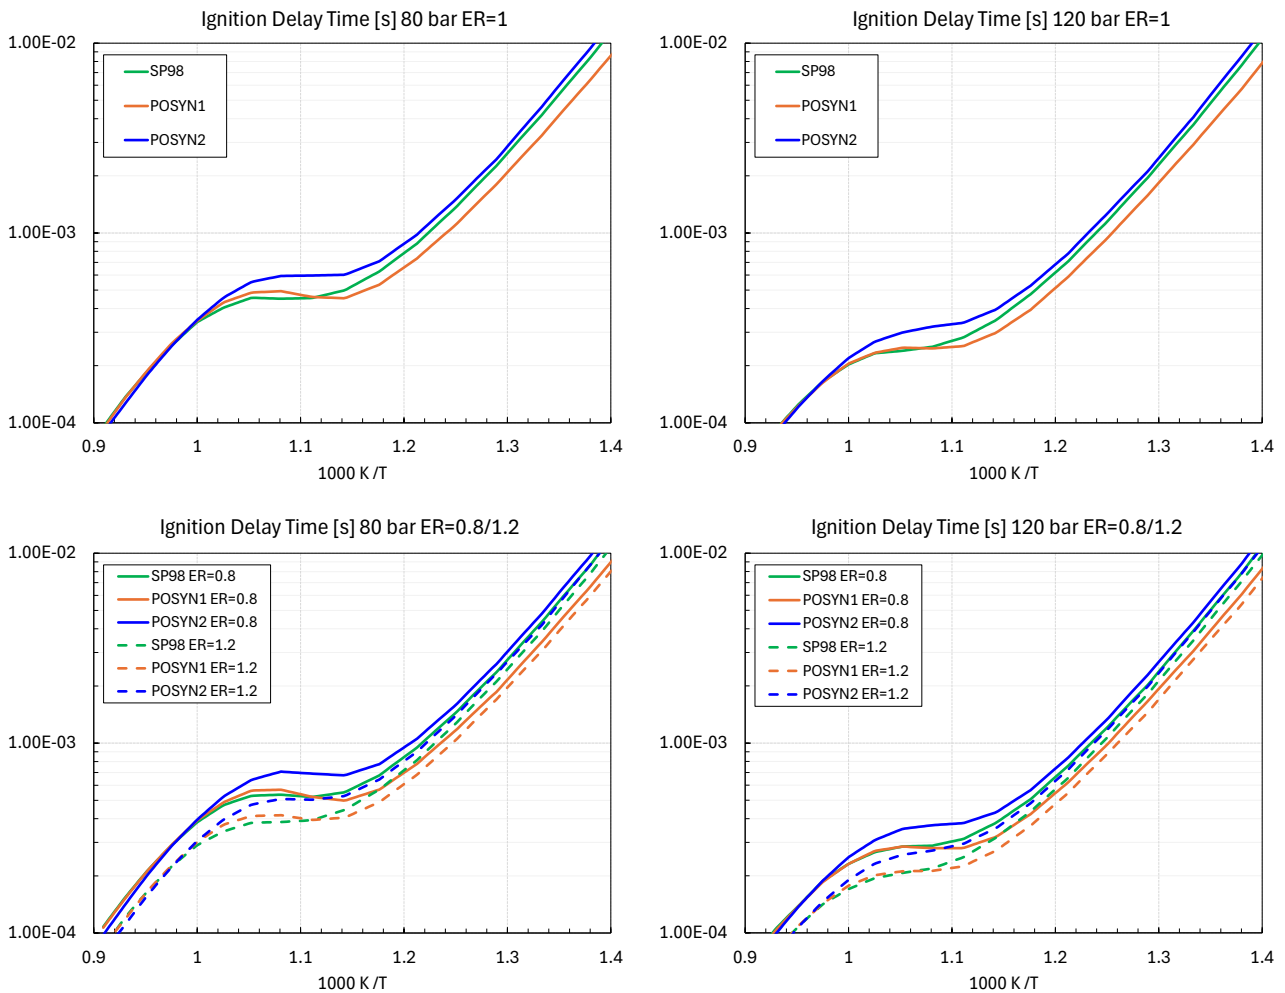 Ignition Delay Time [s] 80 bar ER=1
1.00E-02
1.00E-03
1.00E-04
SP98
POSYN1
POSYN2
0.9 1 1.1 1.2 1.3 1.4
1000 K /T
Ignition Delay Time [s] 120 bar ER=1
1.00E-02
1.00E-03
1.00E-04
SP98
POSYN1
POSYN2
0.9 1 1.1 1.2 1.3 1.4
1000 K /T
Ignition Delay Time [s] 80 bar ER=0.8/1.2
1.00E-02
1.00E-03
1.00E-04
SP98 ER=0.8
POSYN1 ER=0.8
POSYN2 ER=0.8
SP98 ER=1.2
POSYN1 ER=1.2
POSYN2 ER=1.2
0.9 1 1.1 1.2 1.3 1.4
1000 K /T
Ignition Delay Time [s] 120 bar ER=0.8/1.2
1.00E-02
1.00E-03
1.00E-04
SP98 ER=0.8
POSYN1 ER=0.8
POSYN2 ER=0.8
SP98 ER=1.2
POSYN1 ER=1.2
POSYN2 ER=1.2
0.9 1 1.1 1.2 1.3 1.4
1000 K /T